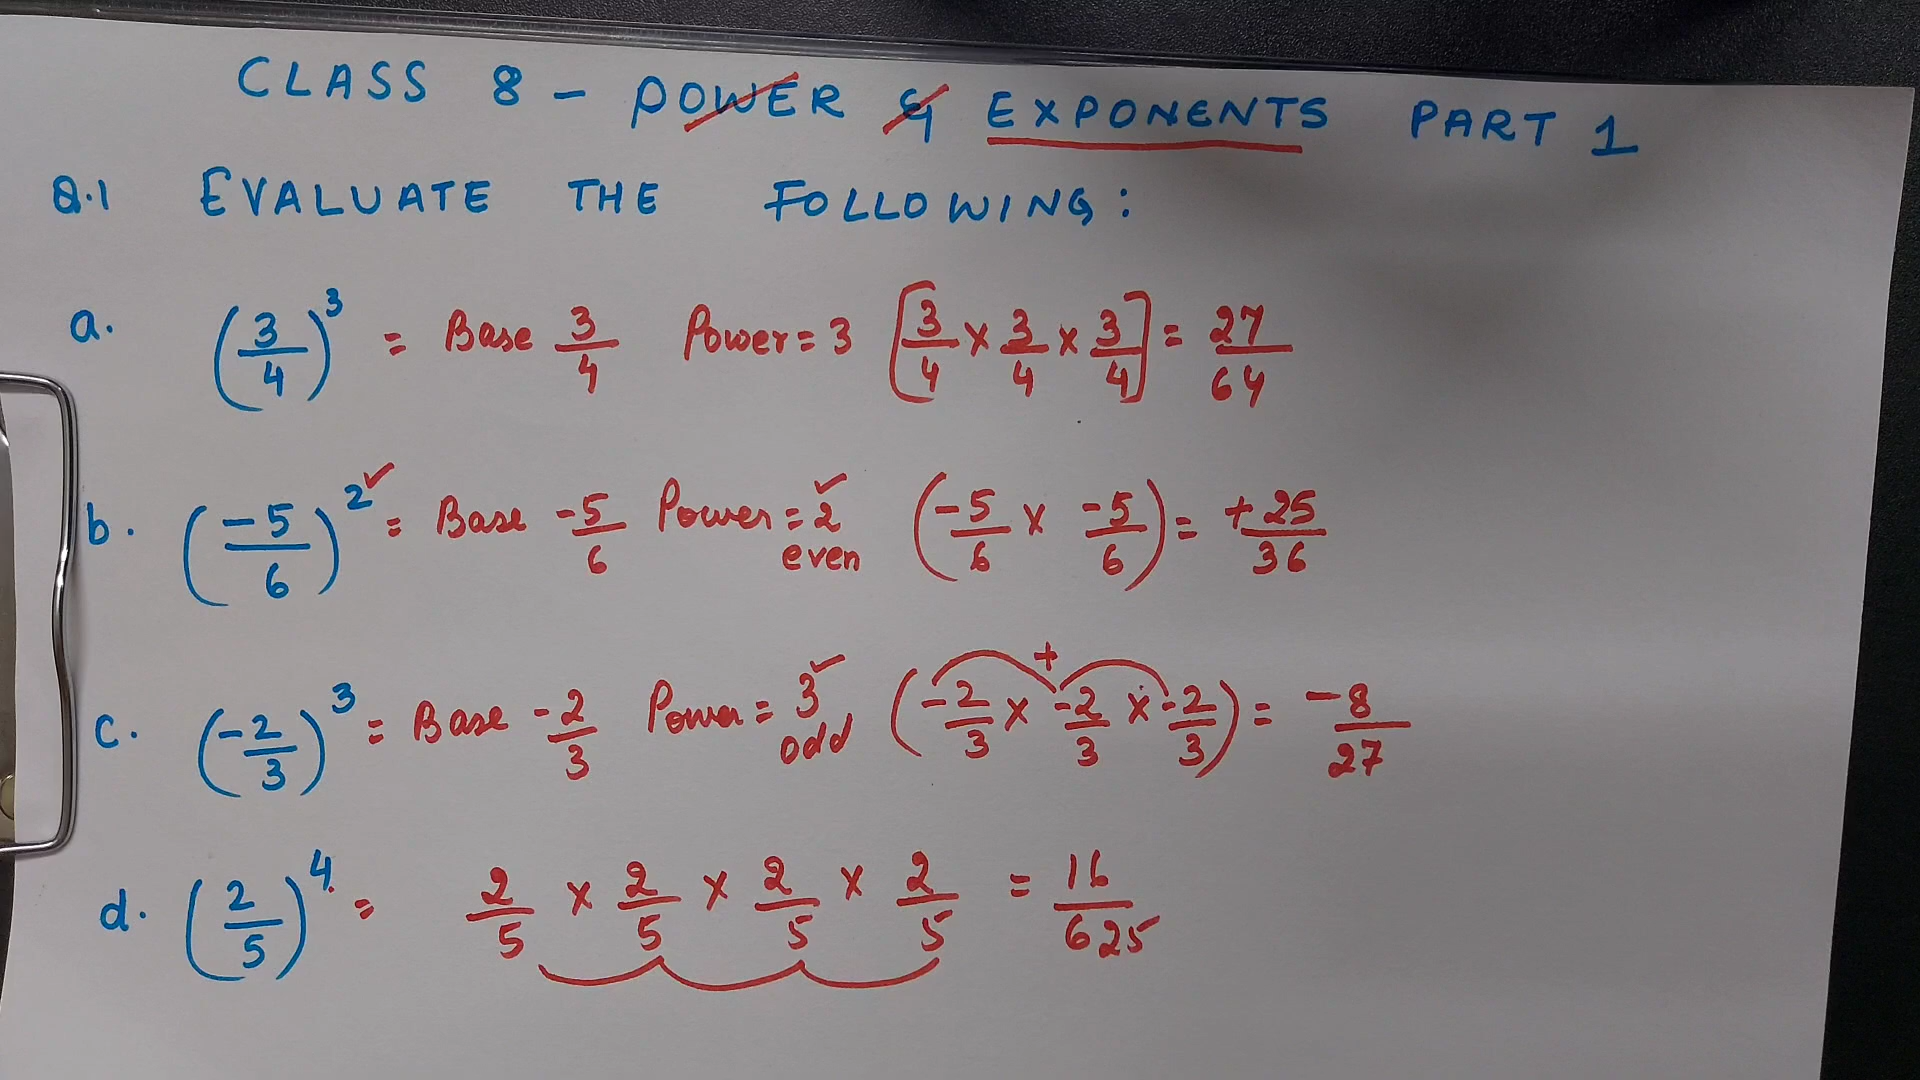 CLASS 8 - POWER & EXPONENTS PART 1
Q.1 EVALUATE THE FOLLOWING:
a. (3/4)^3 = Base 3/4 Power = 3 [3/4 × 3/4 × 3/4] = 27/64
b. (-5/6)^2 ✓ = Base -5/6 Power = 2 ✓ even (-5/6 × -5/6) = +25/36
c. (-2/3)^3 = Base -2/3 Power = 3 ✓ odd (-2/3 × -2/3 × -2/3) + = -8/27
d. (2/5)^4 = 2/5 × 2/5 × 2/5 × 2/5 = 16/625